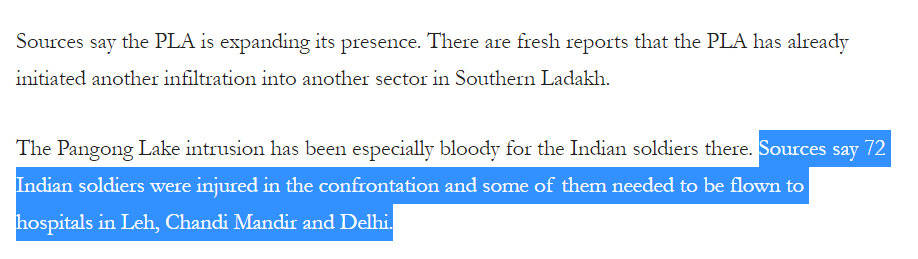 Sources say the PLA is expanding its presence. There are fresh reports that the PLA has already
initiated another infiltration into another sector in Southern Ladakh.
The Pangong Lake intrusion has been especially bloody for the Indian soldiers there. Sources say 72
Indian soldiers were injured in the confrontation and some of them needed to be flown to
hospitals in Leh, Chandi Mandir and Delhi.